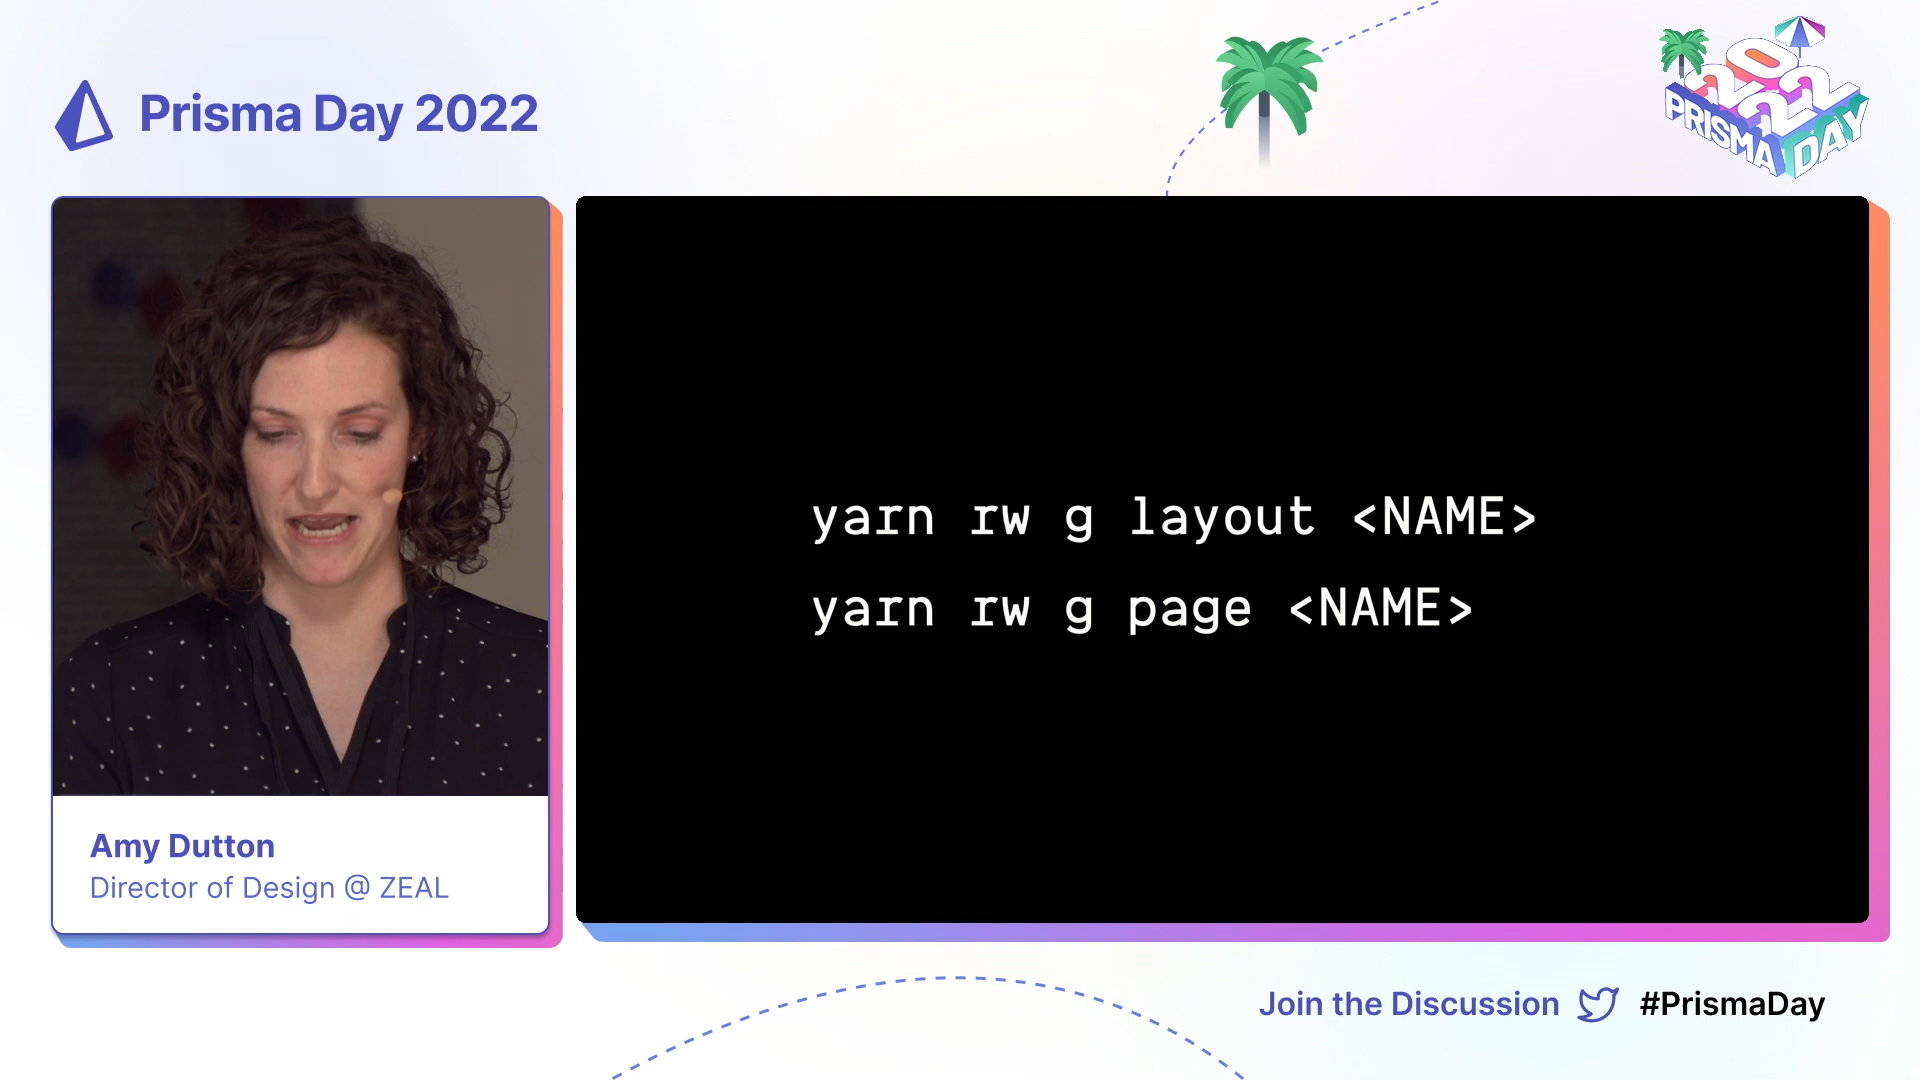 Prisma Day 2022
2022
PRISMA DAY
yarn rw g layout <NAME>
yarn rw g page <NAME>
Amy Dutton
Director of Design @ ZEAL
Join the Discussion #PrismaDay